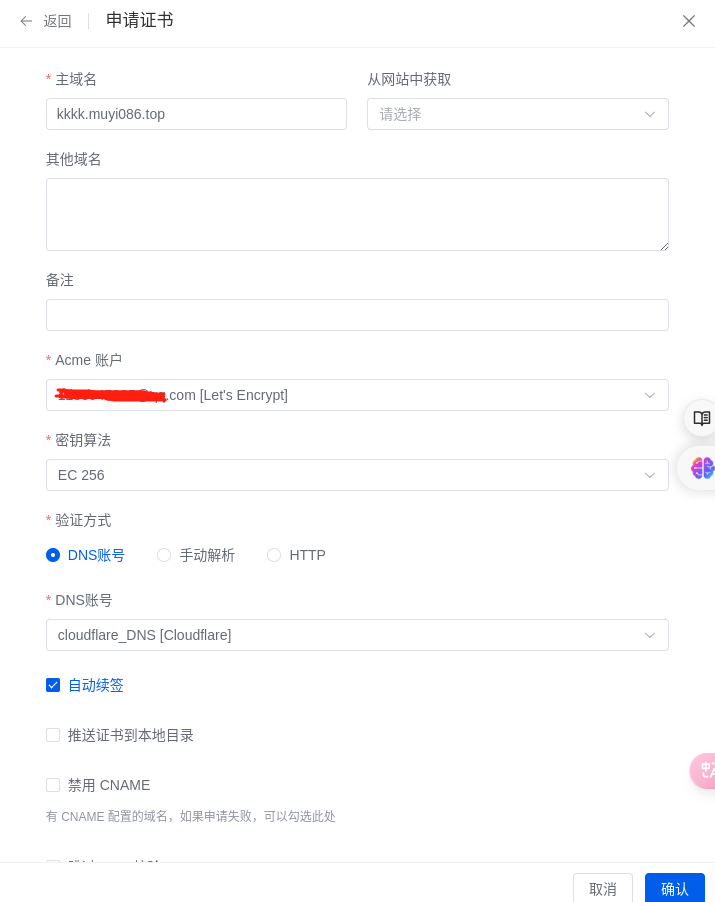 返回 申请证书
* 主域名 从网站中获取
kkkk.muyi086.top 请选择
其他域名
备注
* Acme 账户
.com [Let's Encrypt]
* 密钥算法
EC 256
* 验证方式
DNS账号 手动解析 HTTP
* DNS账号
cloudflare_DNS [Cloudflare]
自动续签
推送证书到本地目录
禁用 CNAME
有 CNAME 配置的域名，如果申请失败，可以勾选此处
取消 确认